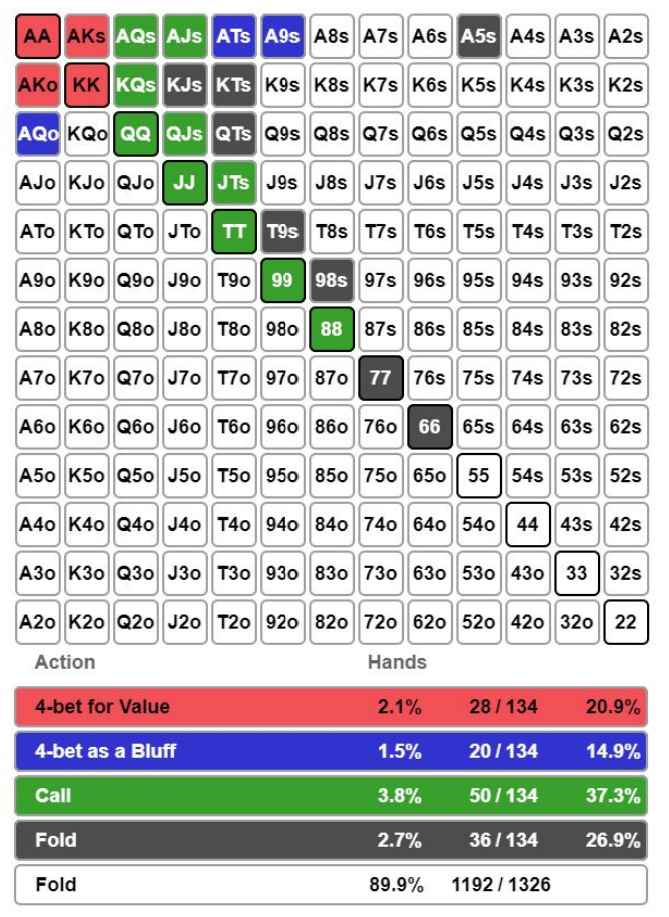 AA AKs AQs AJs ATs A9s A8s A7s A6s A5s A4s A3s A2s
AKo KK KQs KJs KTs K9s K8s K7s K6s K5s K4s K3s K2s
AQo KQo QQ QJs QTs Q9s Q8s Q7s Q6s Q5s Q4s Q3s Q2s
AJo KJo QJo JJ JTs J9s J8s J7s J6s J5s J4s J3s J2s
ATo KTo QTo JTo TT T9s T8s T7s T6s T5s T4s T3s T2s
A9o K9o Q9o J9o T9o 99 98s 97s 96s 95s 94s 93s 92s
A8o K8o Q8o J8o T8o 98o 88 87s 86s 85s 84s 83s 82s
A7o K7o Q7o J7o T7o 97o 87o 77 76s 75s 74s 73s 72s
A6o K6o Q6o J6o T6o 96o 86o 76o 66 65s 64s 63s 62s
A5o K5o Q5o J5o T5o 95o 85o 75o 65o 55 54s 53s 52s
A4o K4o Q4o J4o T4o 94o 84o 74o 64o 54o 44 43s 42s
A3o K3o Q3o J3o T3o 93o 83o 73o 63o 53o 43o 33 32s
A2o K2o Q2o J2o T2o 92o 82o 72o 62o 52o 42o 32o 22
Action Hands
4-bet for Value 2.1% 28 / 134 20.9%
4-bet as a Bluff 1.5% 20 / 134 14.9%
Call 3.8% 50 / 134 37.3%
Fold 2.7% 36 / 134 26.9%
Fold 89.9% 1192 / 1326